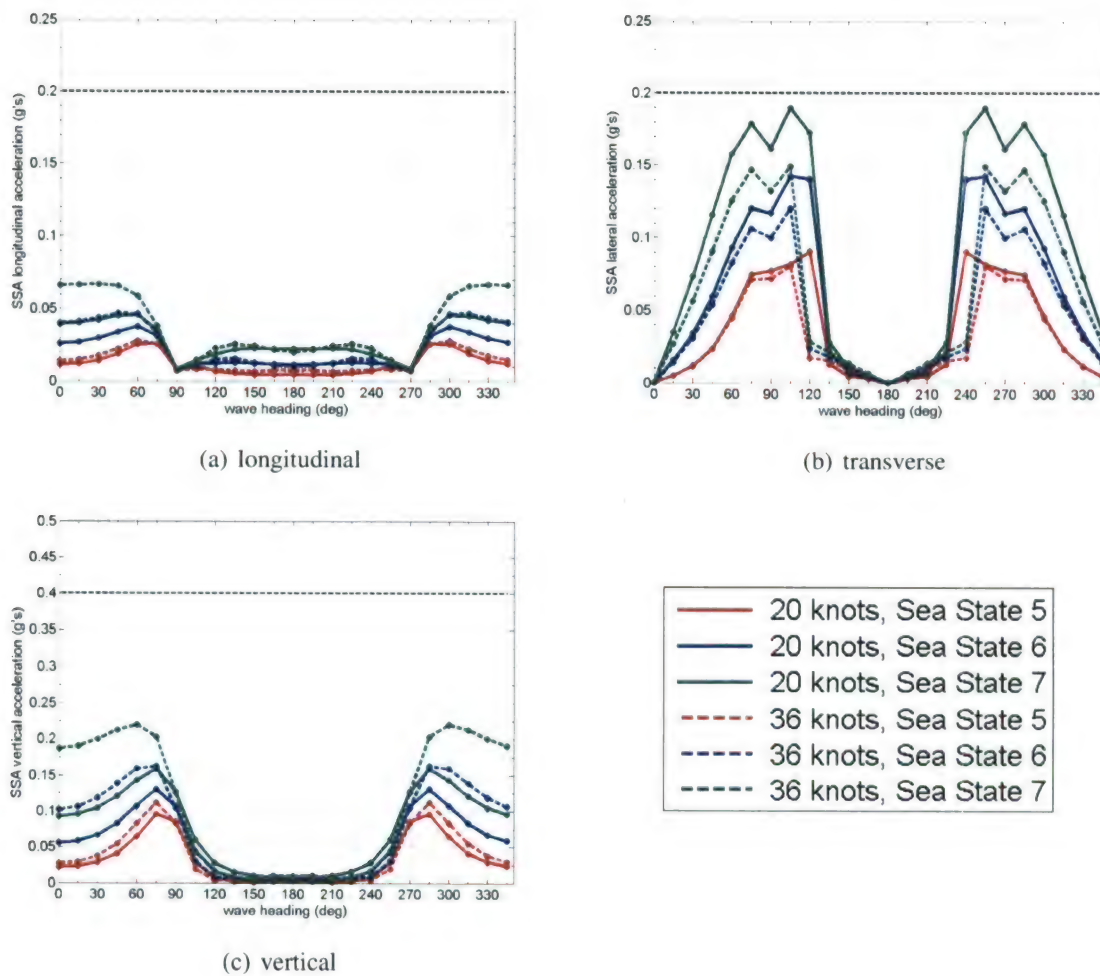 0.25
0.2
0.15
0.1
0.05
0
SSA longitudinal acceleration (g's)
0 30 60 90 120 150 180 210 240 270 300 330
wave heading (deg)
(a) longitudinal
0.25
0.2
0.15
0.1
0.05
0
SSA lateral acceleration (g's)
0 30 60 90 120 150 180 210 240 270 300 330
wave heading (deg)
(b) transverse
0.5
0.45
0.4
0.35
0.3
0.25
0.2
0.15
0.1
0.05
0
SSA vertical acceleration (g's)
0 30 60 90 120 150 180 210 240 270 300 330
wave heading (deg)
(c) vertical
20 knots, Sea State 5
20 knots, Sea State 6
20 knots, Sea State 7
36 knots, Sea State 5
36 knots, Sea State 6
36 knots, Sea State 7